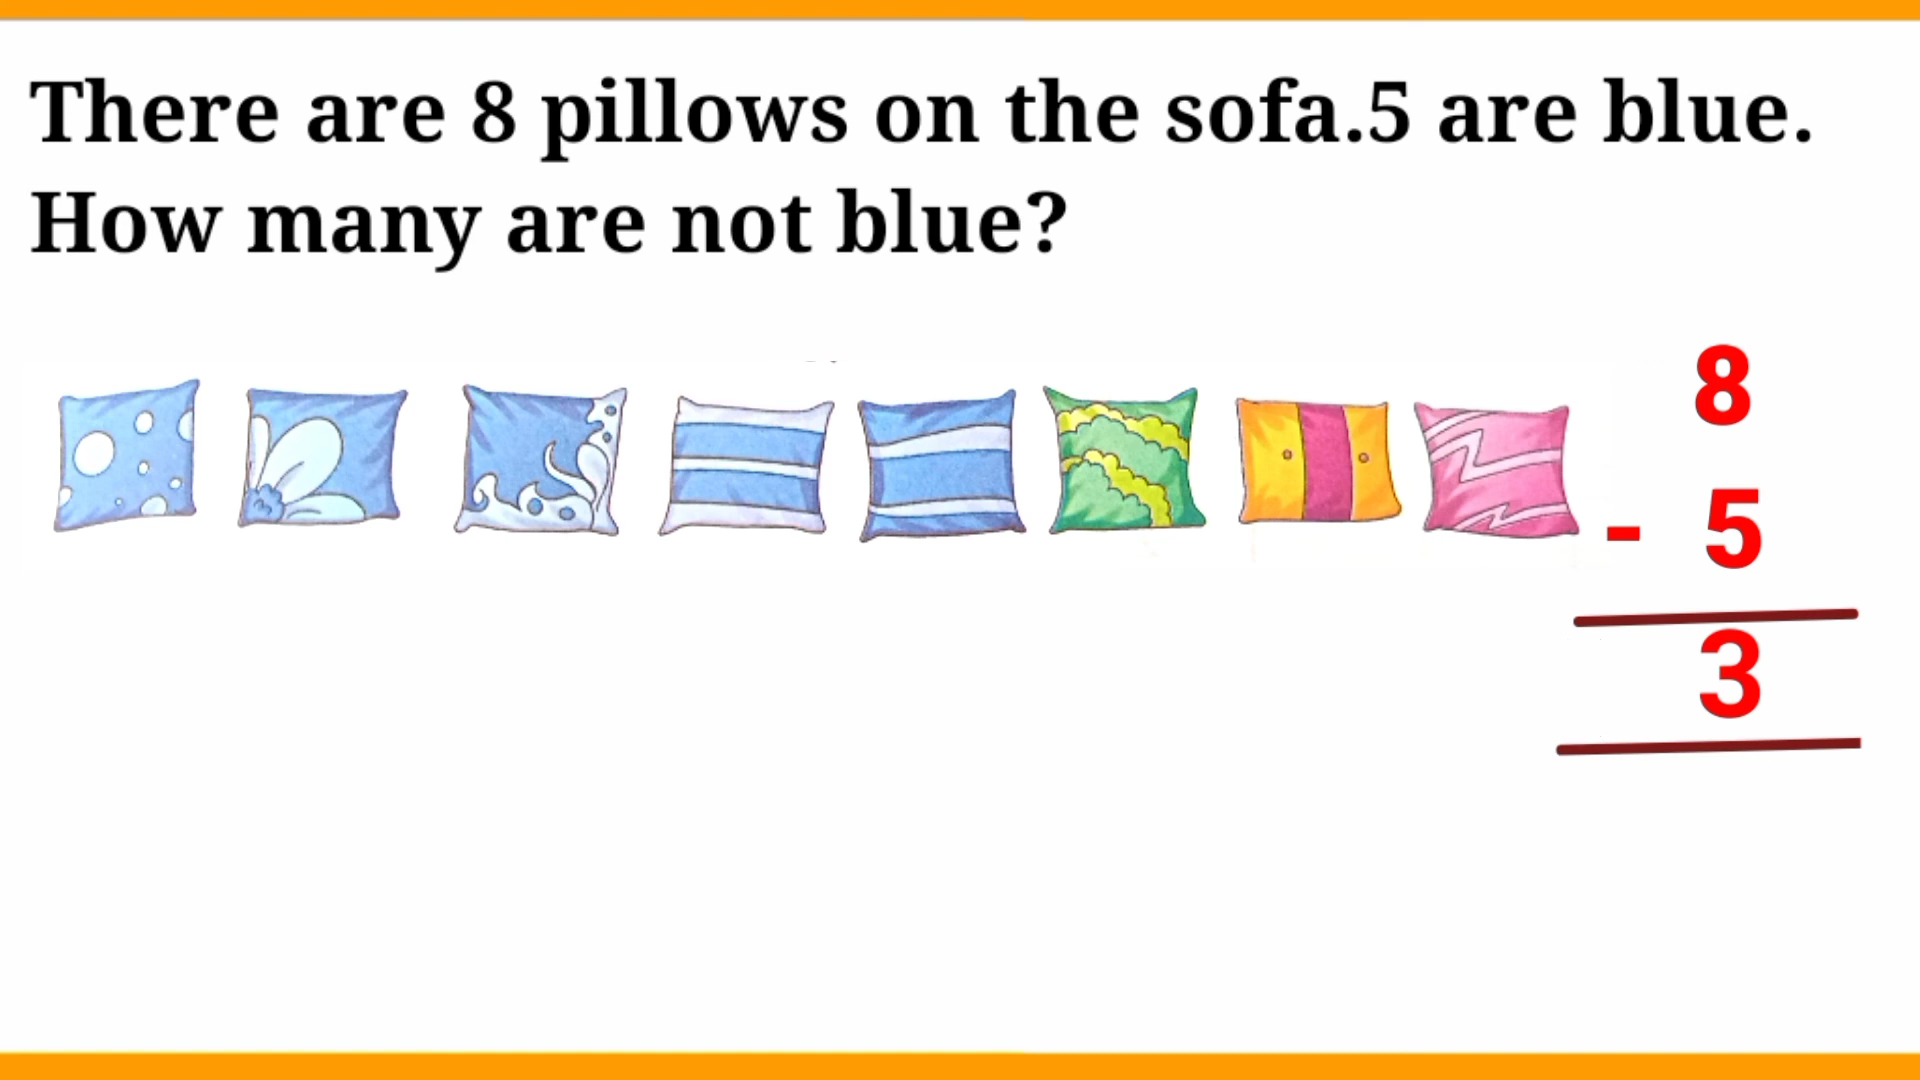 There are 8 pillows on the sofa.5 are blue.
How many are not blue?
8
- 5
3